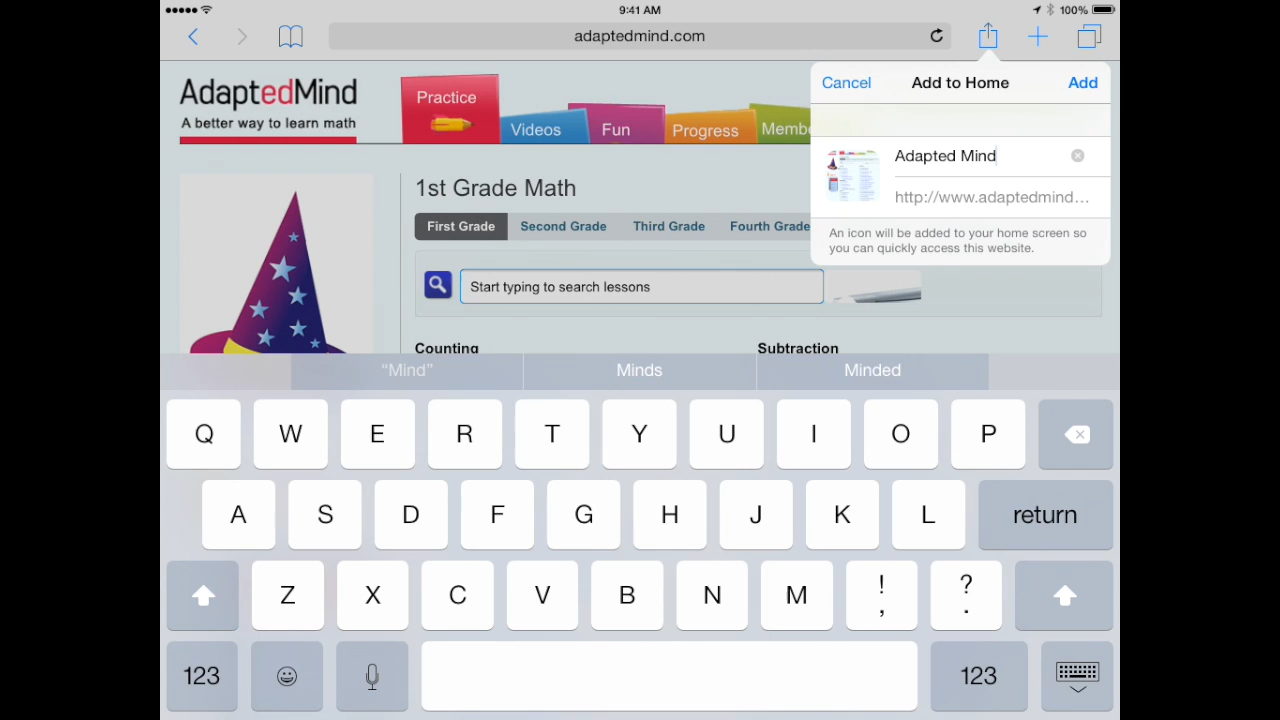 9:41 AM
100%
adaptedmind.com
Cancel
Add to Home
Add
Adapted Mind
http://www.adaptedmind...
An icon will be added to your home screen so
you can quickly access this website.
AdaptedMind
A better way to learn math
Practice
Videos
Fun
Progress
Membe
1st Grade Math
First Grade
Second Grade
Third Grade
Fourth Grade
Start typing to search lessons
Counting
Subtraction
“Mind”
Minds
Minded
Q W E R T Y U I O P
A S D F G H J K L return
Z X C V B N M ! , ? .
123
123